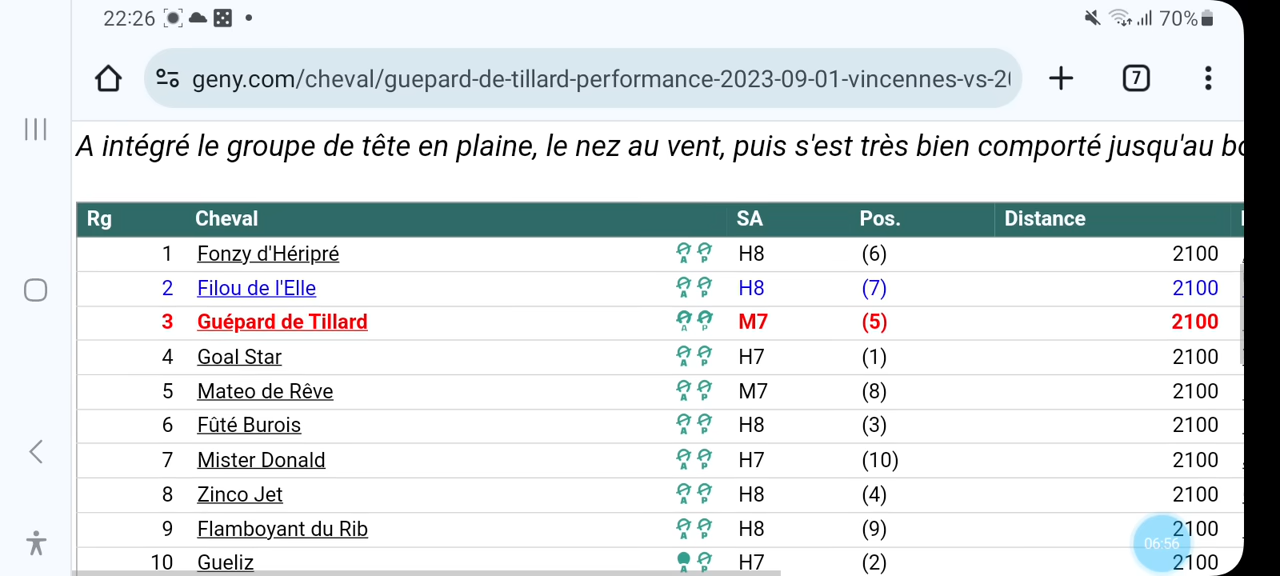 22:26 70%
geny.com/cheval/guepard-de-tillard-performance-2023-09-01-vincennes-vs-2
7
A intégré le groupe de tête en plaine, le nez au vent, puis s'est très bien comporté jusqu'au bo
Rg Cheval SA Pos. Distance
1 Fonzy d'Héripré A P H8 (6) 2100
2 Filou de l'Elle A P H8 (7) 2100
3 Guépard de Tillard A P M7 (5) 2100
4 Goal Star A P H7 (1) 2100
5 Mateo de Rêve A P M7 (8) 2100
6 Fûté Burois A P H8 (3) 2100
7 Mister Donald A P H7 (10) 2100
8 Zinco Jet A P H8 (4) 2100
9 Flamboyant du Rib A P H8 (9) 2100
06:56
10 Gueliz A P H7 (2) 2100